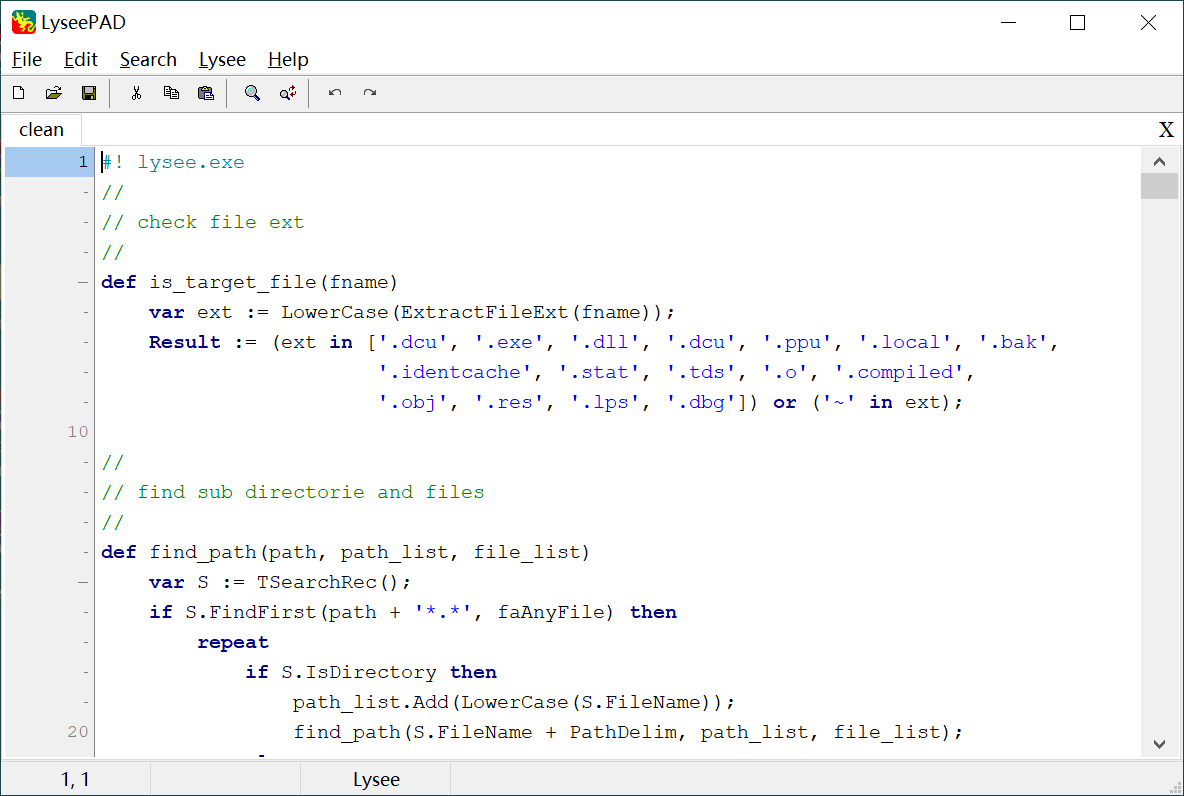 LyseePAD
File Edit Search Lysee Help
clean X
1 #! lysee.exe
//
// check file ext
//
def is_target_file(fname)
    var ext := LowerCase(ExtractFileExt(fname));
    Result := (ext in ['.dcu', '.exe', '.dll', '.dcu', '.ppu', '.local', '.bak',
                       '.identcache', '.stat', '.tds', '.o', '.compiled',
                       '.obj', '.res', '.lps', '.dbg']) or ('~' in ext);
10
//
// find sub directorie and files
//
def find_path(path, path_list, file_list)
    var S := TSearchRec();
    if S.FindFirst(path + '*.*', faAnyFile) then
        repeat
            if S.IsDirectory then
                path_list.Add(LowerCase(S.FileName));
20                 find_path(S.FileName + PathDelim, path_list, file_list);
1, 1 Lysee